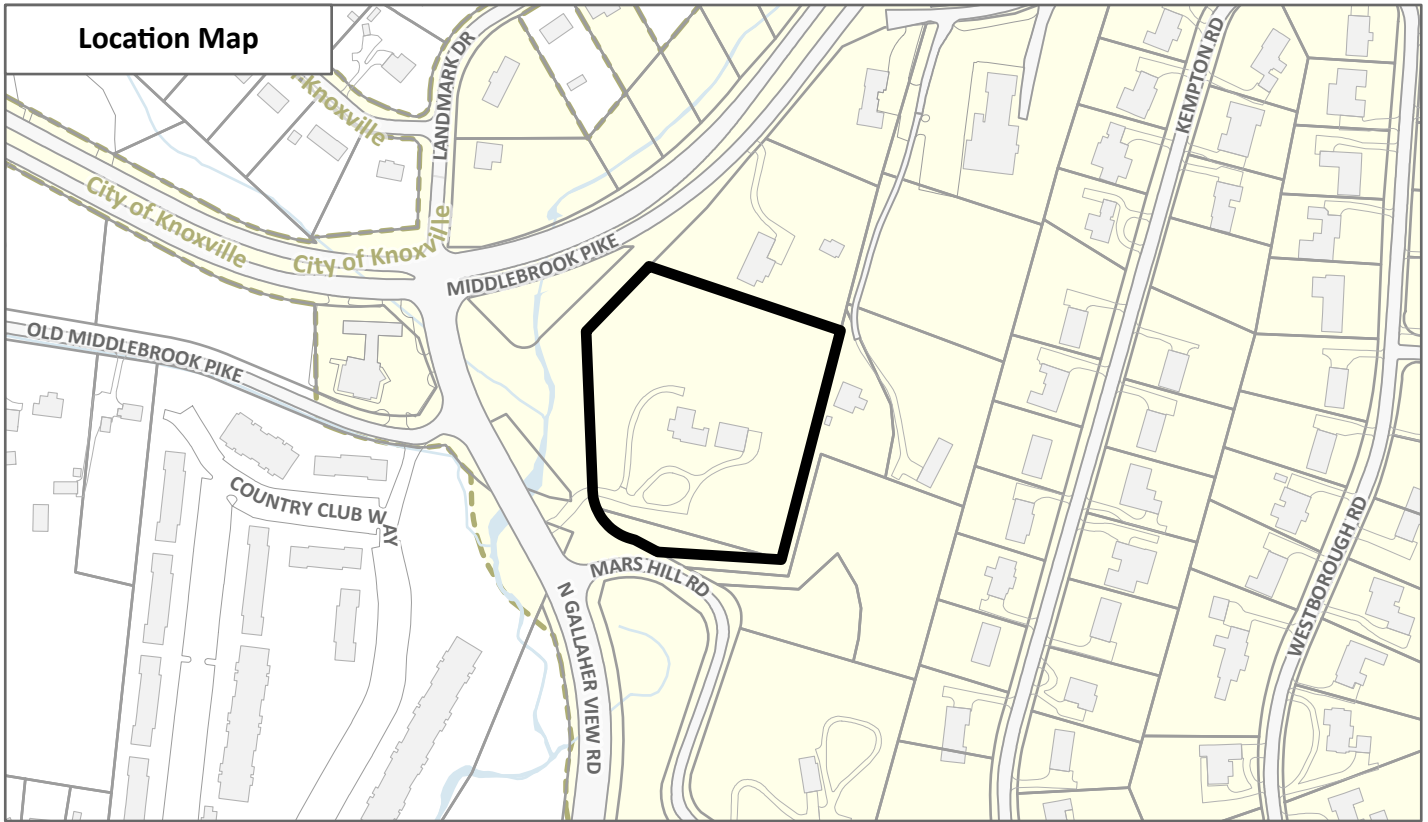 Location Map
LANDMARK DR
Knoxville
KEMPTON RD
City of Knoxville
City of Knoxville
MIDDLEBROOK PIKE
OLD MIDDLEBROOK PIKE
COUNTRY CLUB WAY
MARS HILL RD
N GALLAHER VIEW RD
WESTBOROUGH RD